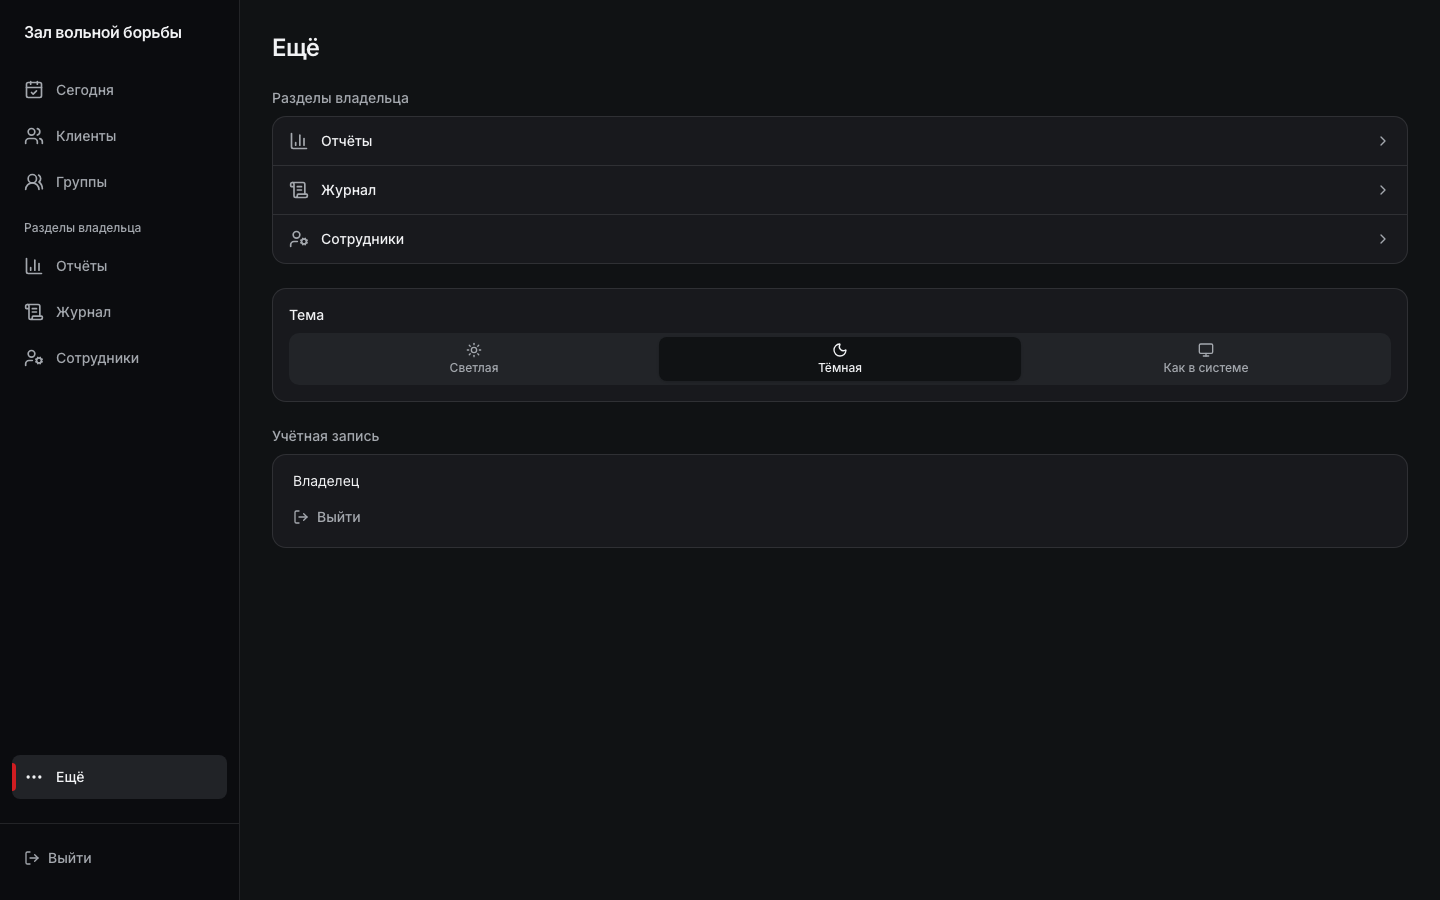 Зал вольной борьбы
Сегодня
Клиенты
Группы
Разделы владельца
Отчёты
Журнал
Сотрудники
Ещё
Выйти
Ещё
Разделы владельца
Отчёты
Журнал
Сотрудники
Тема
Светлая
Тёмная
Как в системе
Учётная запись
Владелец
Выйти